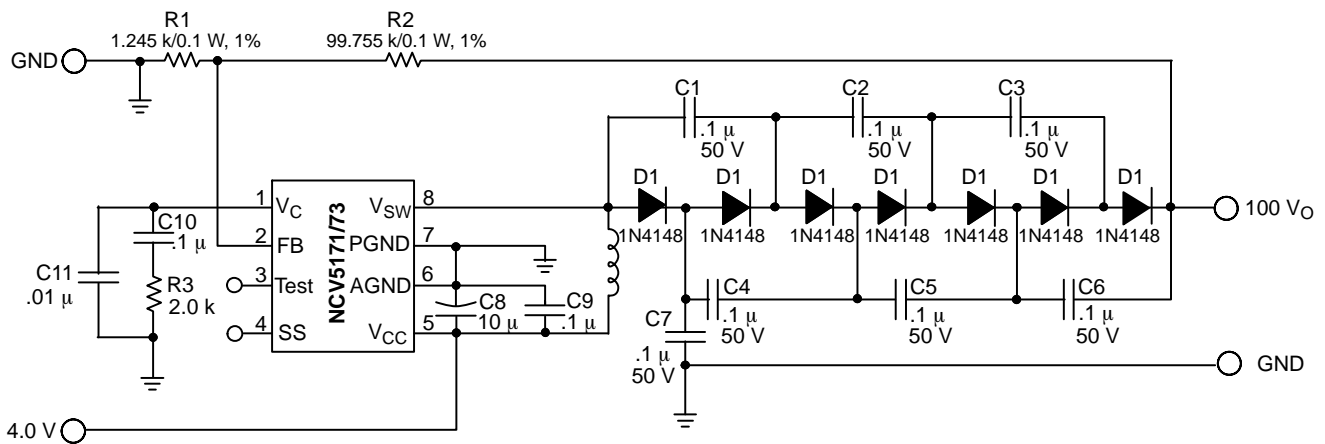 R1
1.245 k/0.1 W, 1%
R2
99.755 k/0.1 W, 1%
GND
C1
.1 μ
50 V
C2
.1 μ
50 V
C3
.1 μ
50 V
D1
1N4148
D1
1N4148
D1
1N4148
D1
1N4148
D1
1N4148
D1
1N4148
D1
1N4148
100 VO
1
VC
2
FB
3
Test
4
SS
NCV5171/73
VSW
8
PGND
7
AGND
6
VCC
5
C10
.1 μ
C11
.01 μ
R3
2.0 k
C8
10 μ
C9
.1 μ
C4
.1 μ
50 V
C5
.1 μ
50 V
C6
.1 μ
50 V
C7
.1 μ
50 V
GND
4.0 V